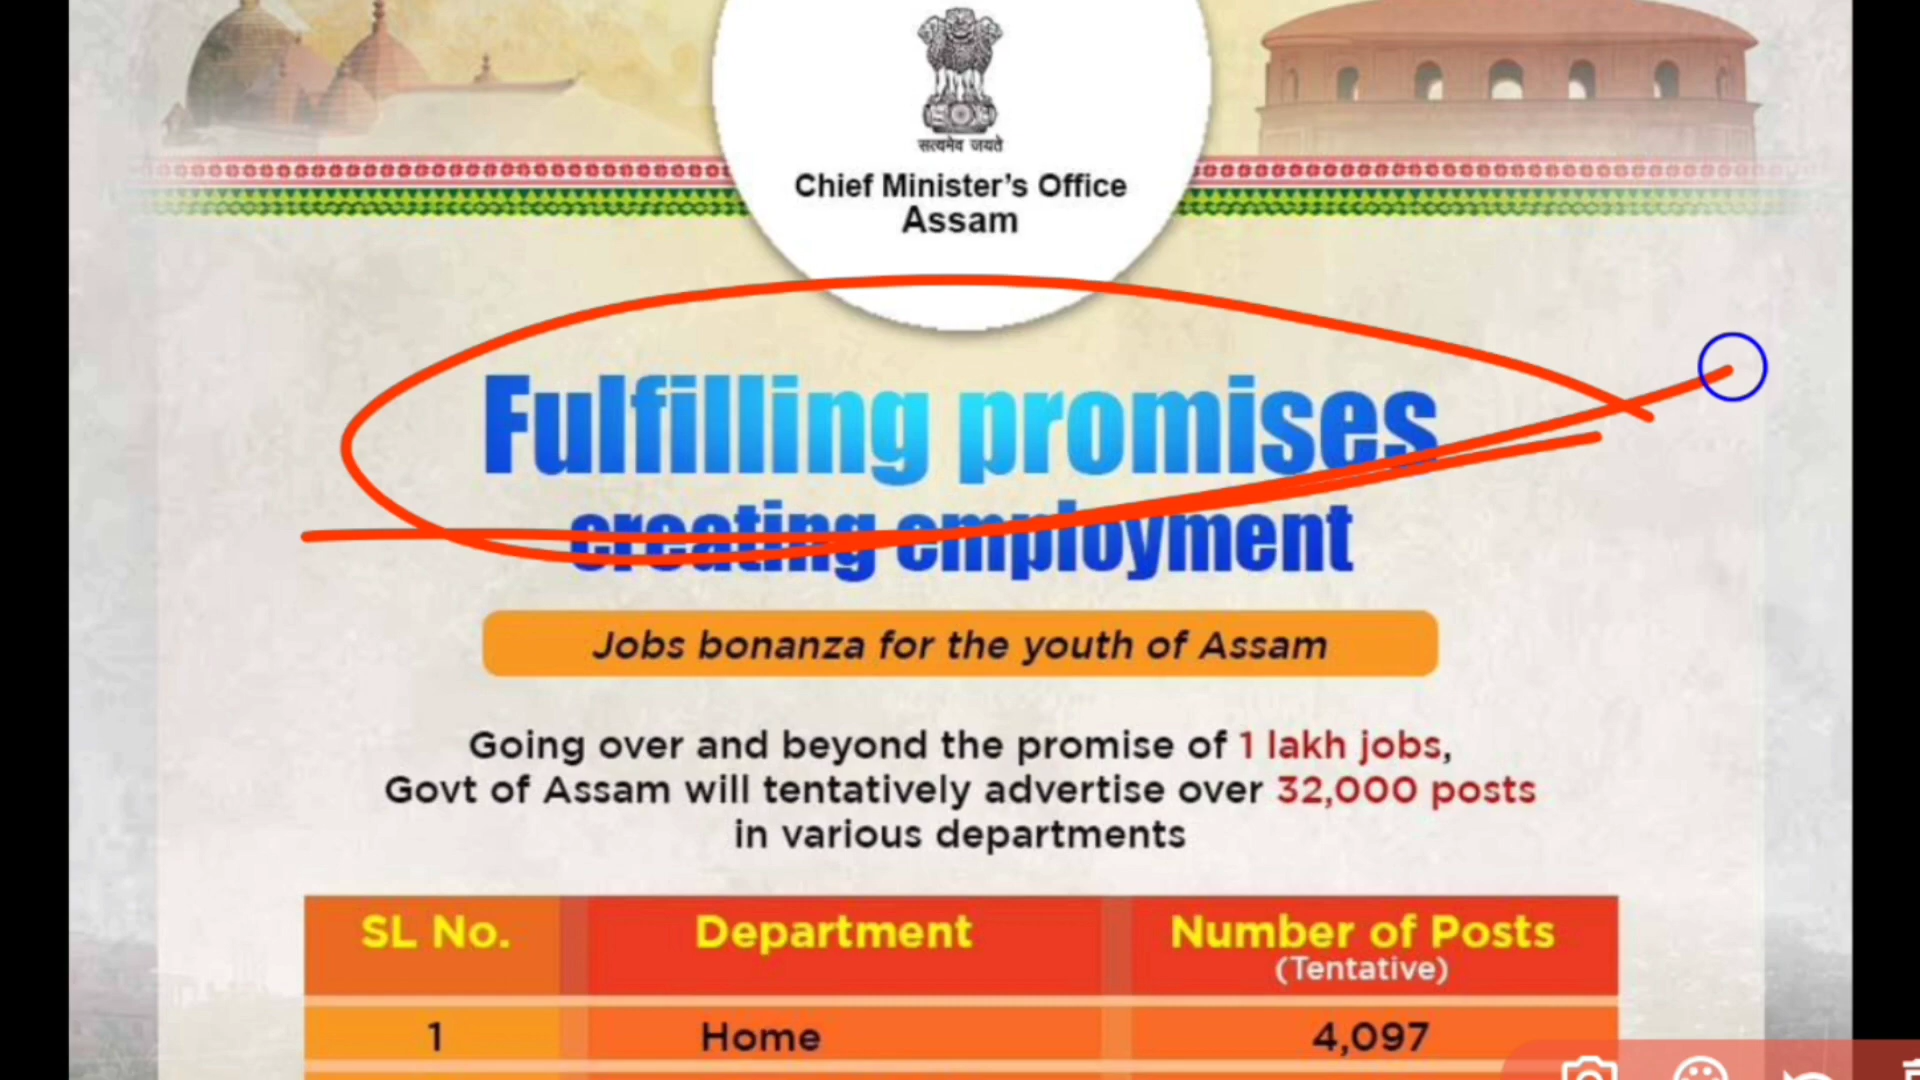 सत्यमेव जयते
Chief Minister's Office
Assam
Fulfilling promises
creating employment
Jobs bonanza for the youth of Assam
Going over and beyond the promise of 1 lakh jobs,
Govt of Assam will tentatively advertise over 32,000 posts
in various departments
SL No. Department Number of Posts
(Tentative)
1 Home 4,097